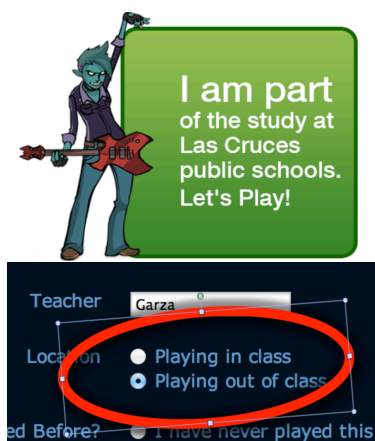 I am part
of the study at
Las Cruces
public schools.
Let's Play!
Teacher Garza
Location Playing in class
Playing out of class
ed Before? I have never played this